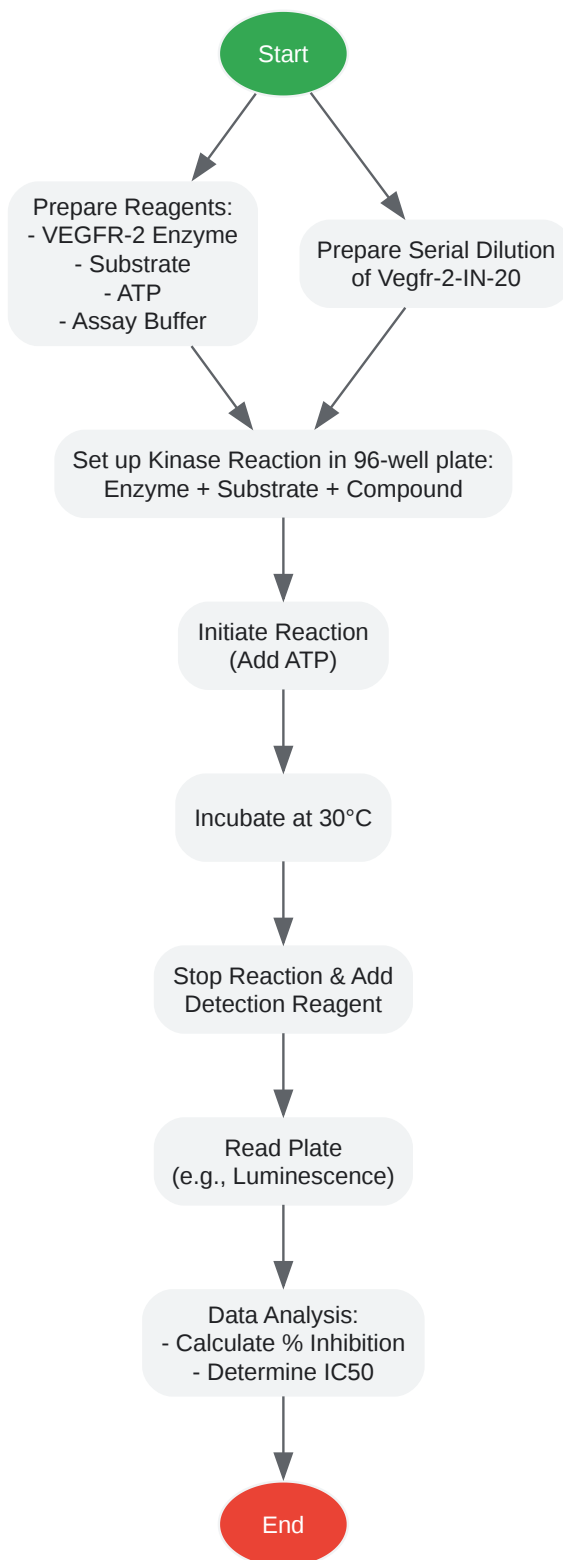 Start
Prepare Reagents:
- VEGFR-2 Enzyme
- Substrate
- ATP
- Assay Buffer
Prepare Serial Dilution
of Vegfr-2-IN-20
Set up Kinase Reaction in 96-well plate:
Enzyme + Substrate + Compound
Initiate Reaction
(Add ATP)
Incubate at 30°C
Stop Reaction & Add
Detection Reagent
Read Plate
(e.g., Luminescence)
Data Analysis:
- Calculate % Inhibition
- Determine IC50
End